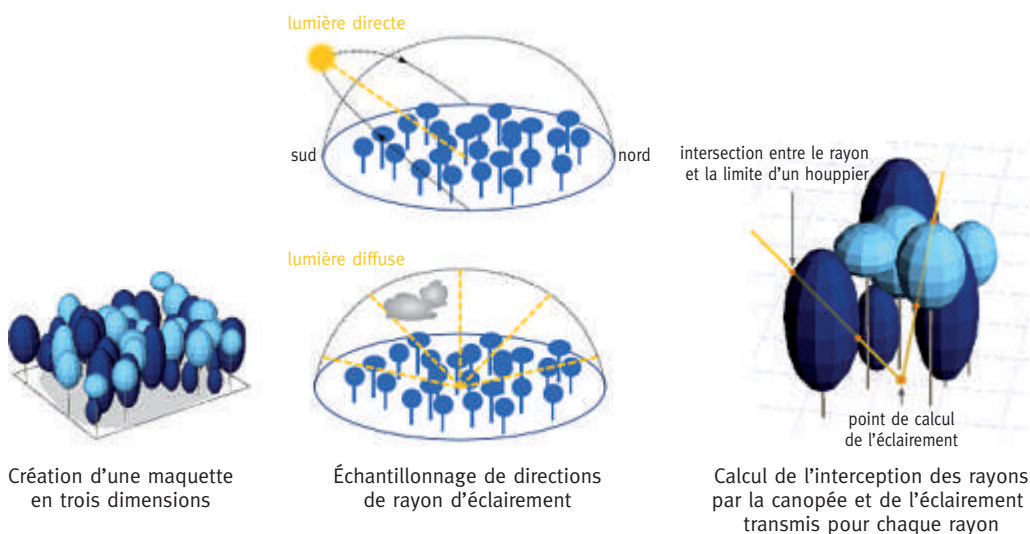 lumière directe
sud
nord
lumière diffuse
intersection entre le rayon
et la limite d'un houppier
point de calcul
de l'éclairement
Création d'une maquette
en trois dimensions
Échantillonnage de directions
de rayon d'éclairement
Calcul de l'interception des rayons
par la canopée et de l'éclairement
transmis pour chaque rayon